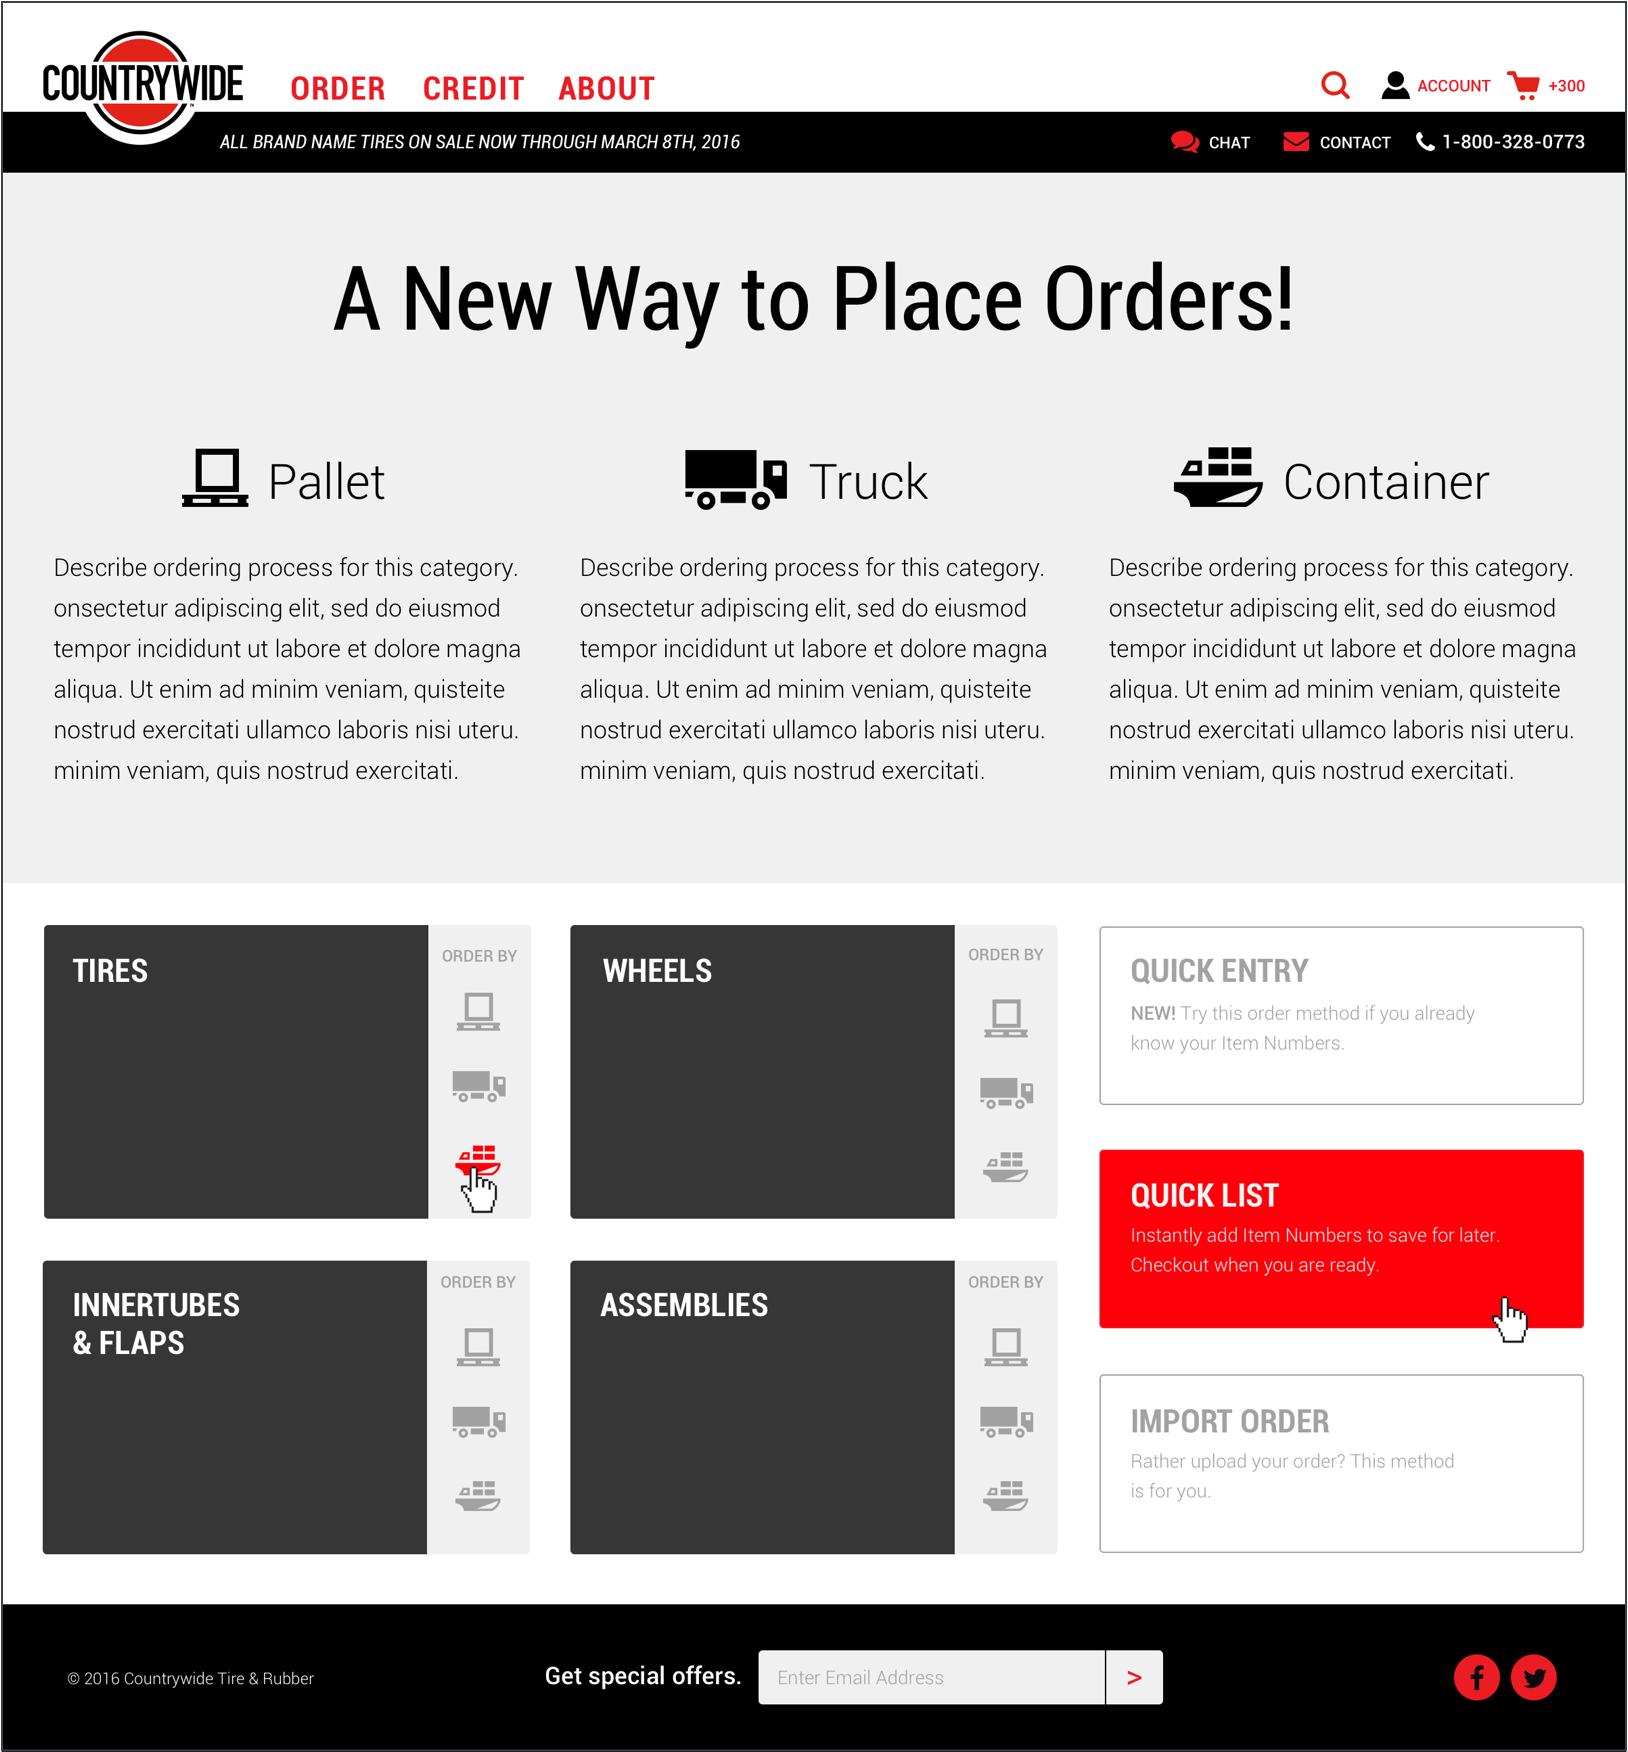 COUNTRYWIDE
ORDER
CREDIT
ABOUT
ACCOUNT
+300
ALL BRAND NAME TIRES ON SALE NOW THROUGH MARCH 8TH, 2016
CHAT
CONTACT
1-800-328-0773
A New Way to Place Orders!
Pallet
Describe ordering process for this category.
onsectetur adipiscing elit, sed do eiusmod
tempor incididunt ut labore et dolore magna
aliqua. Ut enim ad minim veniam, quisteite
nostrud exercitati ullamco laboris nisi uteru.
minim veniam, quis nostrud exercitati.
Truck
Describe ordering process for this category.
onsectetur adipiscing elit, sed do eiusmod
tempor incididunt ut labore et dolore magna
aliqua. Ut enim ad minim veniam, quisteite
nostrud exercitati ullamco laboris nisi uteru.
minim veniam, quis nostrud exercitati.
Container
Describe ordering process for this category.
onsectetur adipiscing elit, sed do eiusmod
tempor incididunt ut labore et dolore magna
aliqua. Ut enim ad minim veniam, quisteite
nostrud exercitati ullamco laboris nisi uteru.
minim veniam, quis nostrud exercitati.
TIRES
ORDER BY
WHEELS
ORDER BY
QUICK ENTRY
NEW! Try this order method if you already
know your Item Numbers.
QUICK LIST
Instantly add Item Numbers to save for later.
Checkout when you are ready.
INNERTUBES
& FLAPS
ORDER BY
ASSEMBLIES
ORDER BY
IMPORT ORDER
Rather upload your order? This method
is for you.
© 2016 Countrywide Tire & Rubber
Get special offers.
Enter Email Address
>